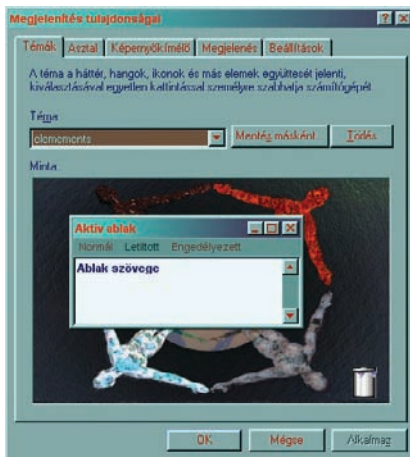 Megjelenítés tulajdonságai
Témák Asztal Képernyőkímélő Megjelenés Beállítások
A téma a háttér, hangok, ikonok és más elemek együttesét jelenti,
kiválasztásával egyetlen kattintással személyre szabhatja számítógépét.
Téma
elemements
Mentés másként...
Törlés
Minta:
Aktív ablak
Normál Letiltott Engedélyezett
Ablak szövege
OK Mégse Alkalmaz